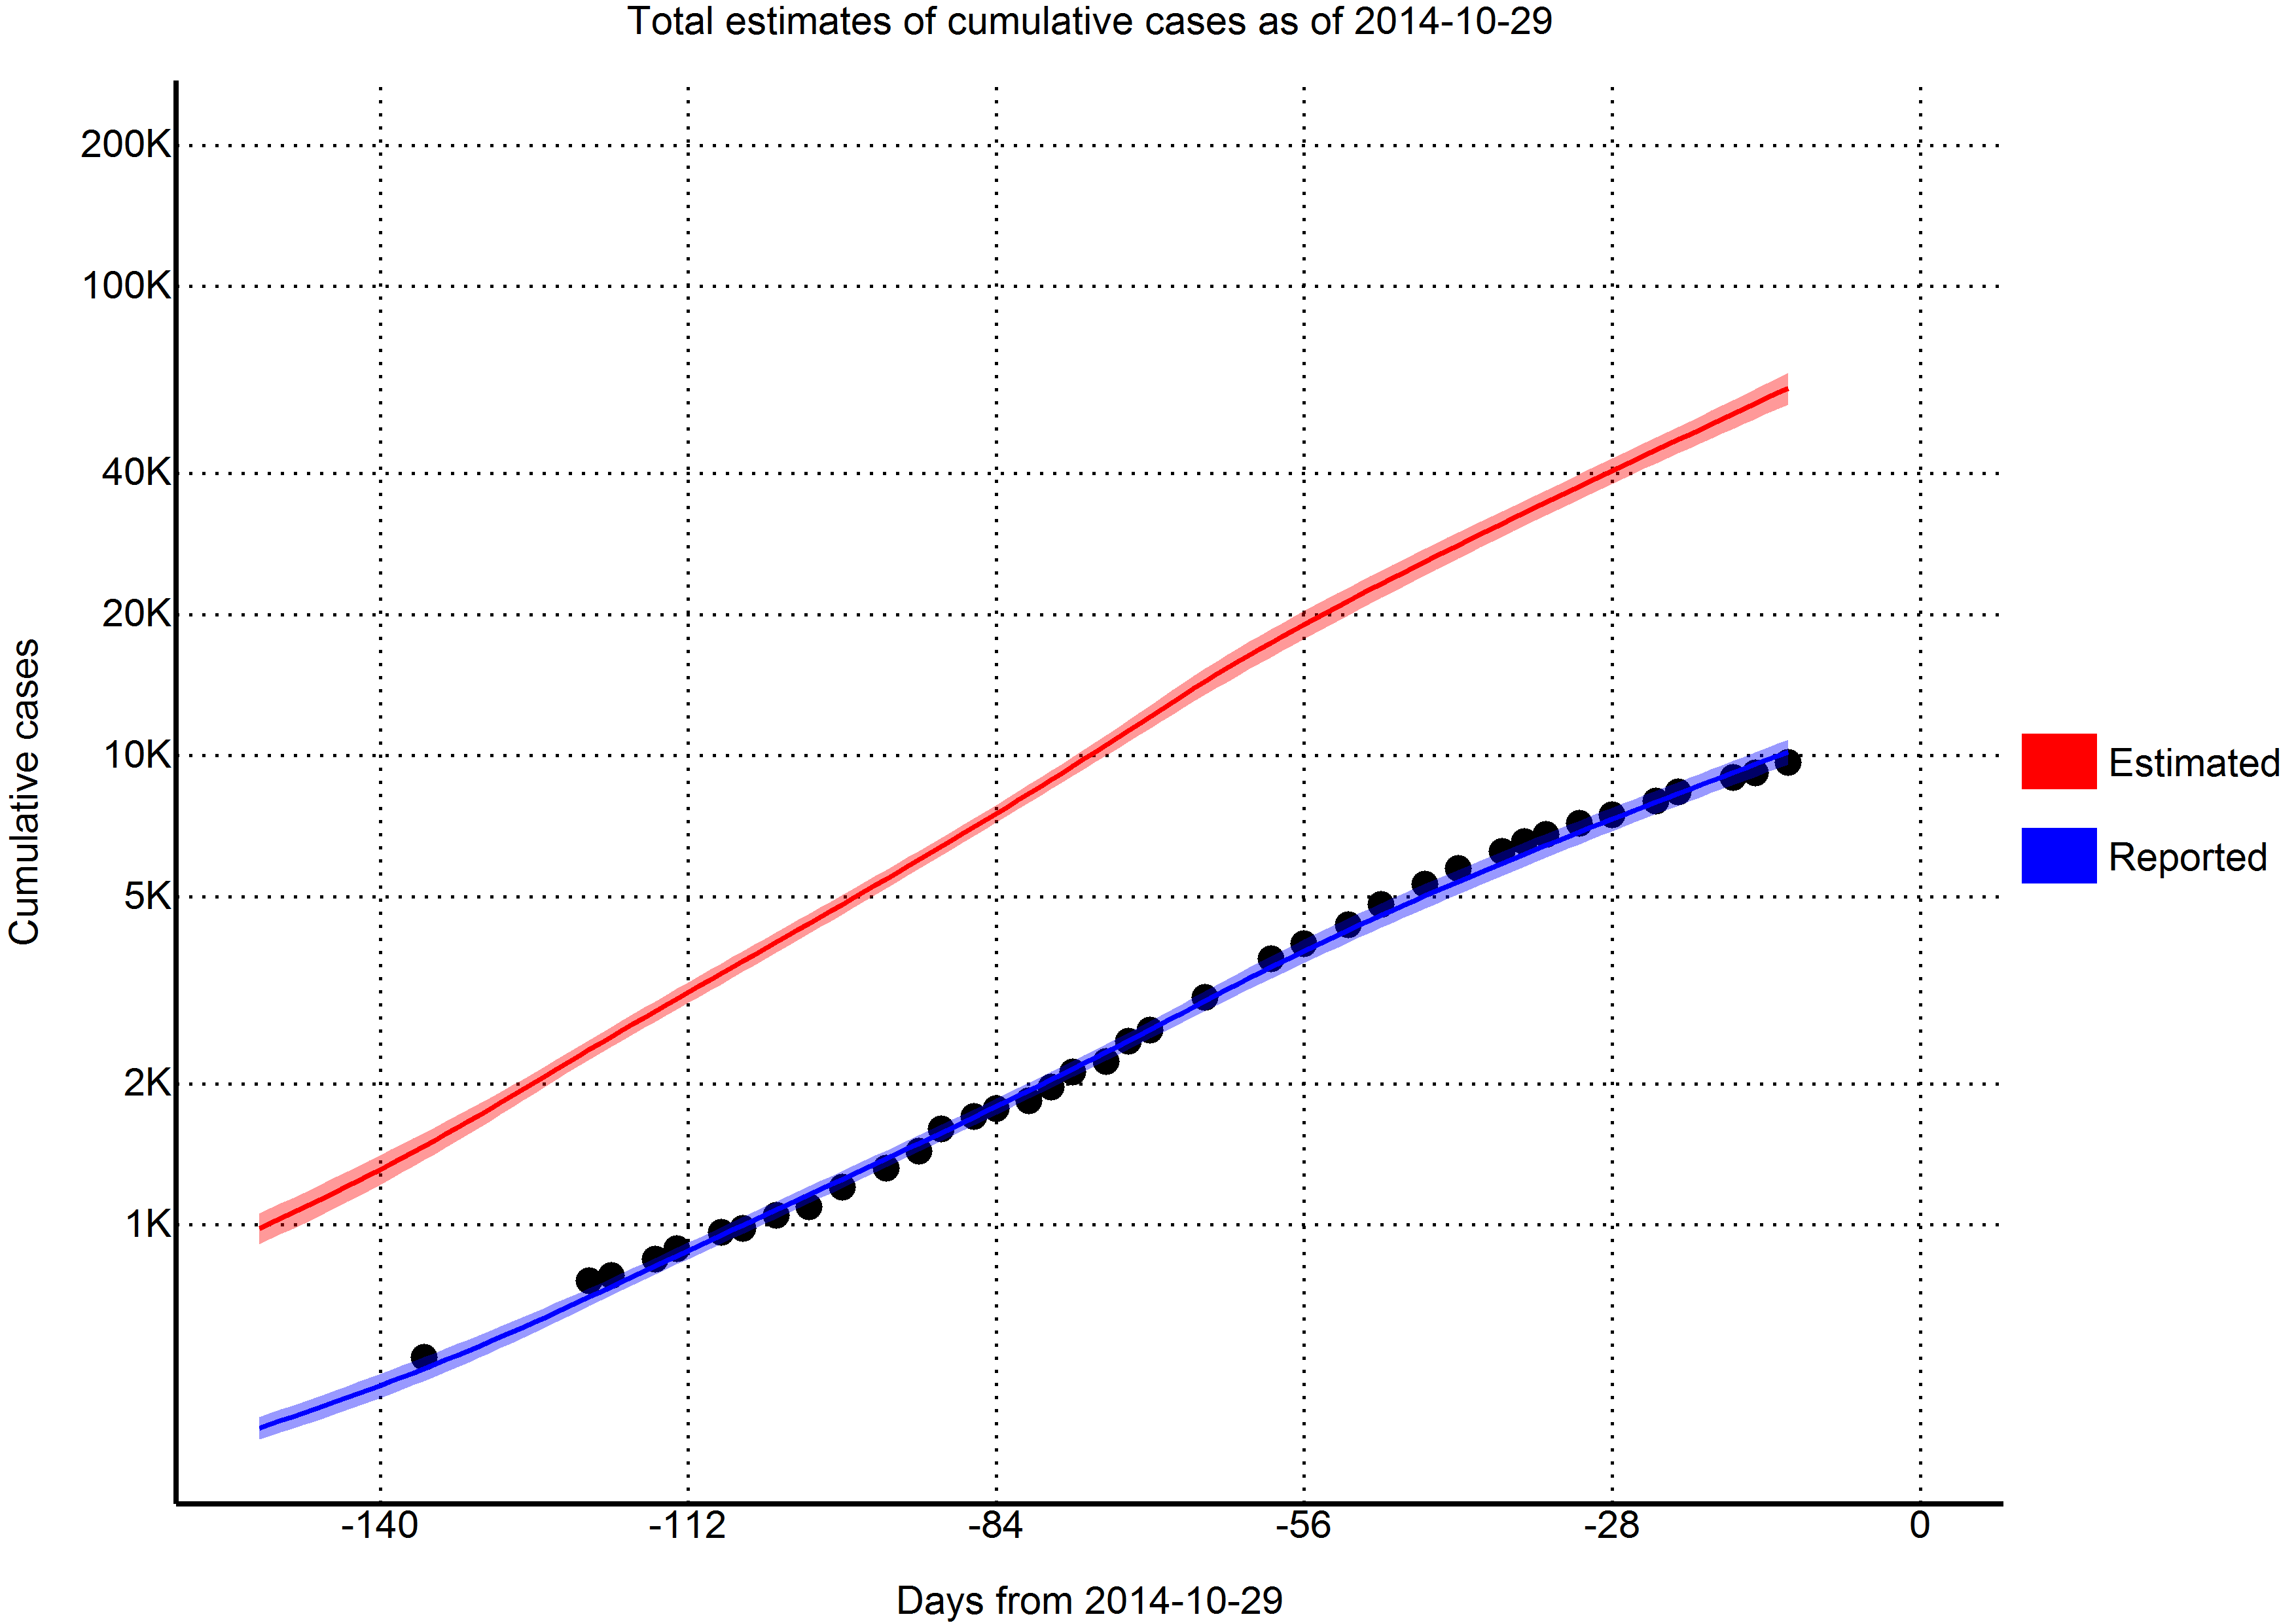 Total estimates of cumulative cases as of 2014-10-29
200K
100K
40K
20K
10K
5K
2K
1K
Cumulative cases
Estimated
Reported
-140 -112 -84 -56 -28 0
Days from 2014-10-29